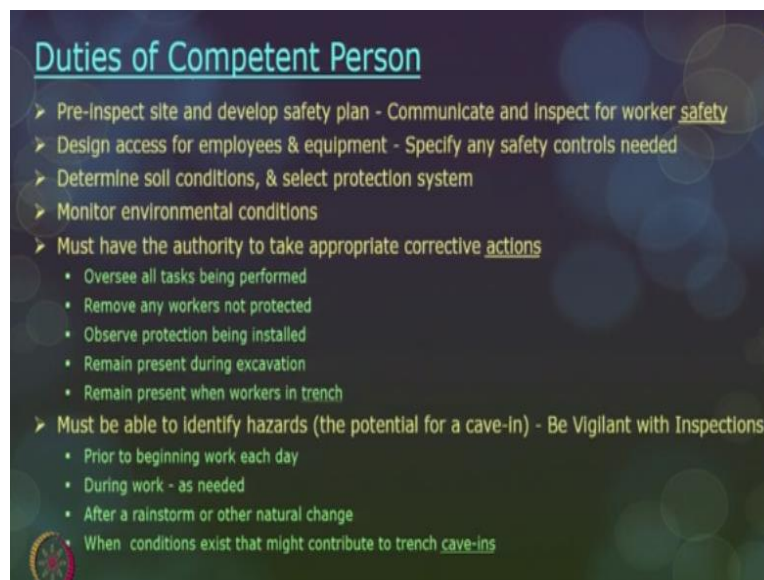 Duties of Competent Person
➢ Pre-inspect site and develop safety plan - Communicate and inspect for worker safety
➢ Design access for employees & equipment - Specify any safety controls needed
➢ Determine soil conditions, & select protection system
➢ Monitor environmental conditions
➢ Must have the authority to take appropriate corrective actions
• Oversee all tasks being performed
• Remove any workers not protected
• Observe protection being installed
• Remain present during excavation
• Remain present when workers in trench
➢ Must be able to identify hazards (the potential for a cave-in) - Be Vigilant with Inspections
• Prior to beginning work each day
• During work - as needed
• After a rainstorm or other natural change
When conditions exist that might contribute to trench cave-ins